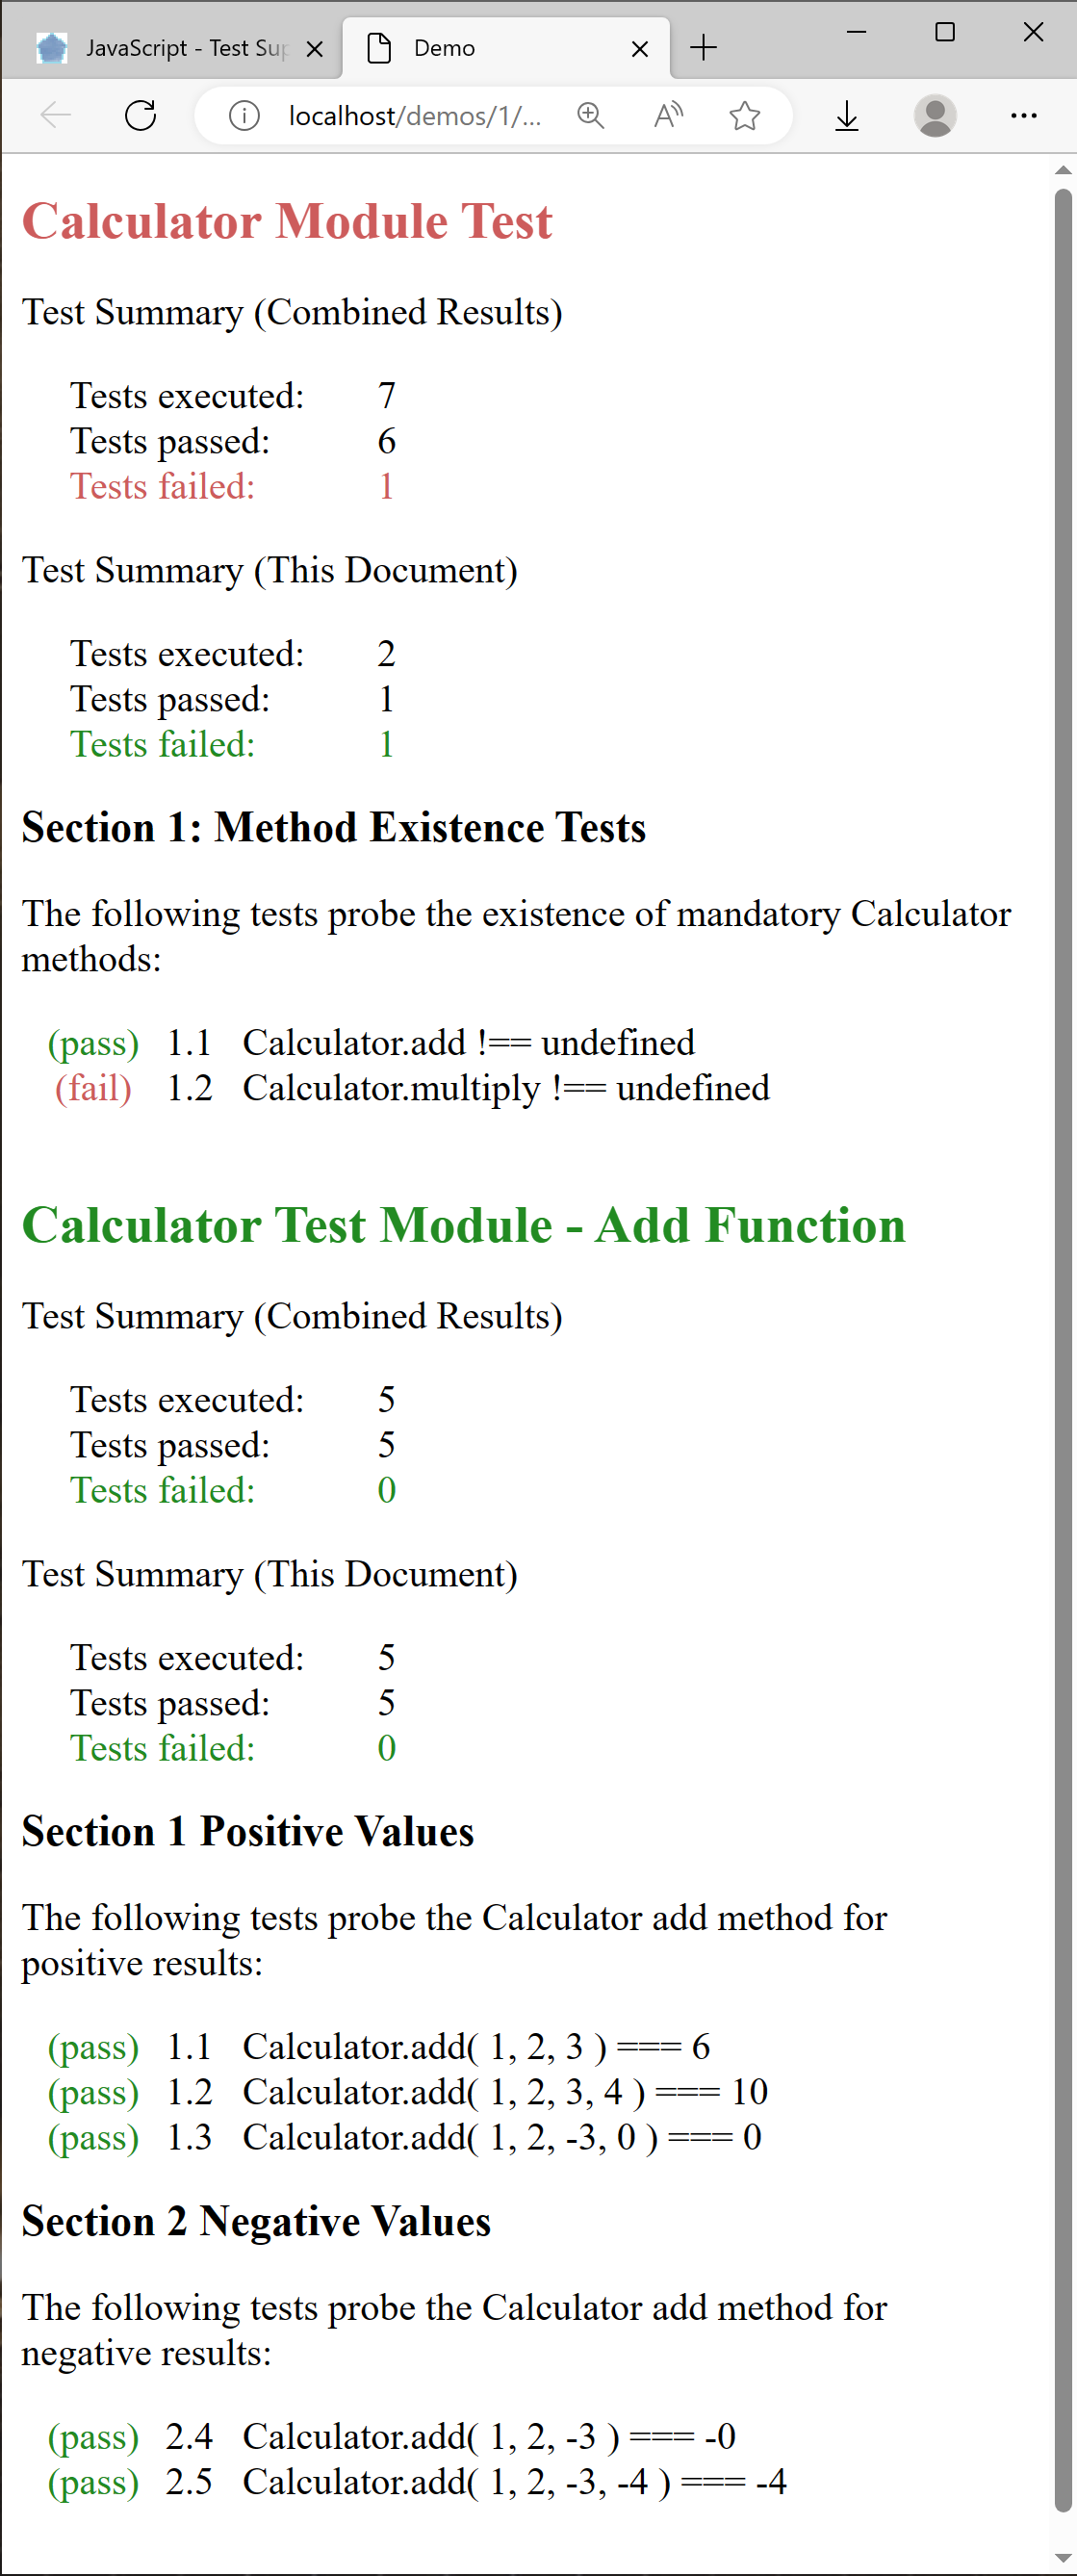 JavaScript - Test Sup
Demo
localhost/demos/1/...
Calculator Module Test
Test Summary (Combined Results)
Tests executed: 7
Tests passed: 6
Tests failed: 1
Test Summary (This Document)
Tests executed: 2
Tests passed: 1
Tests failed: 1
Section 1: Method Existence Tests
The following tests probe the existence of mandatory Calculator
methods:
(pass) 1.1 Calculator.add !== undefined
(fail) 1.2 Calculator.multiply !== undefined
Calculator Test Module - Add Function
Test Summary (Combined Results)
Tests executed: 5
Tests passed: 5
Tests failed: 0
Test Summary (This Document)
Tests executed: 5
Tests passed: 5
Tests failed: 0
Section 1 Positive Values
The following tests probe the Calculator add method for
positive results:
(pass) 1.1 Calculator.add( 1, 2, 3 ) === 6
(pass) 1.2 Calculator.add( 1, 2, 3, 4 ) === 10
(pass) 1.3 Calculator.add( 1, 2, -3, 0 ) === 0
Section 2 Negative Values
The following tests probe the Calculator add method for
negative results:
(pass) 2.4 Calculator.add( 1, 2, -3 ) === -0
(pass) 2.5 Calculator.add( 1, 2, -3, -4 ) === -4